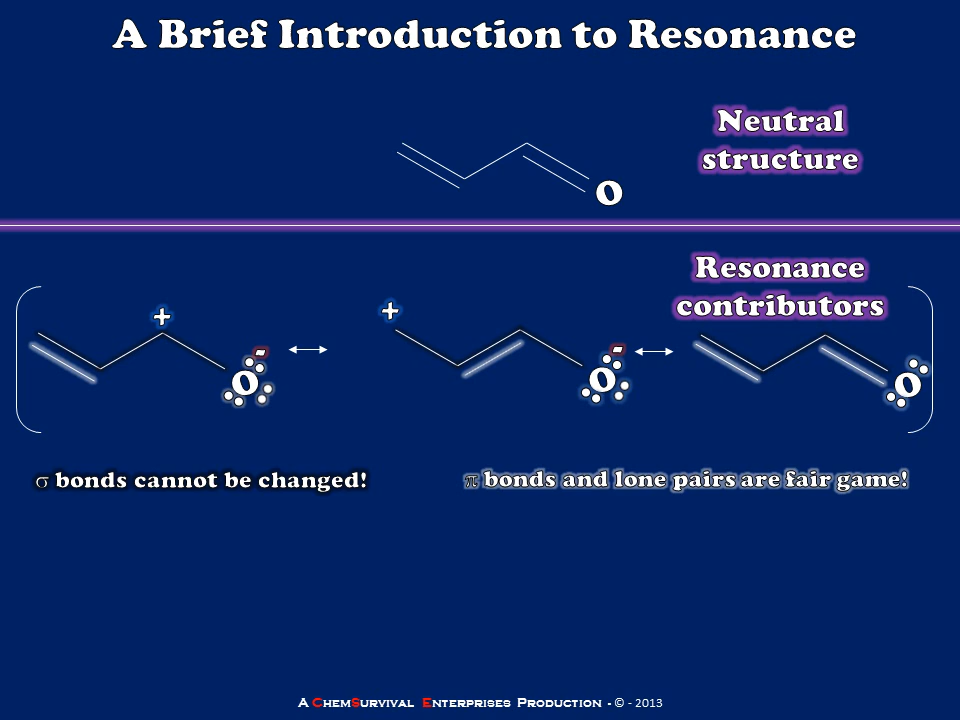 A Brief Introduction to Resonance
Neutral
structure
O
Resonance
contributors
+
+
-
-
O
O
O
σ bonds cannot be changed!
π bonds and lone pairs are fair game!
A ChemSurvival Enterprises Production - © - 2013